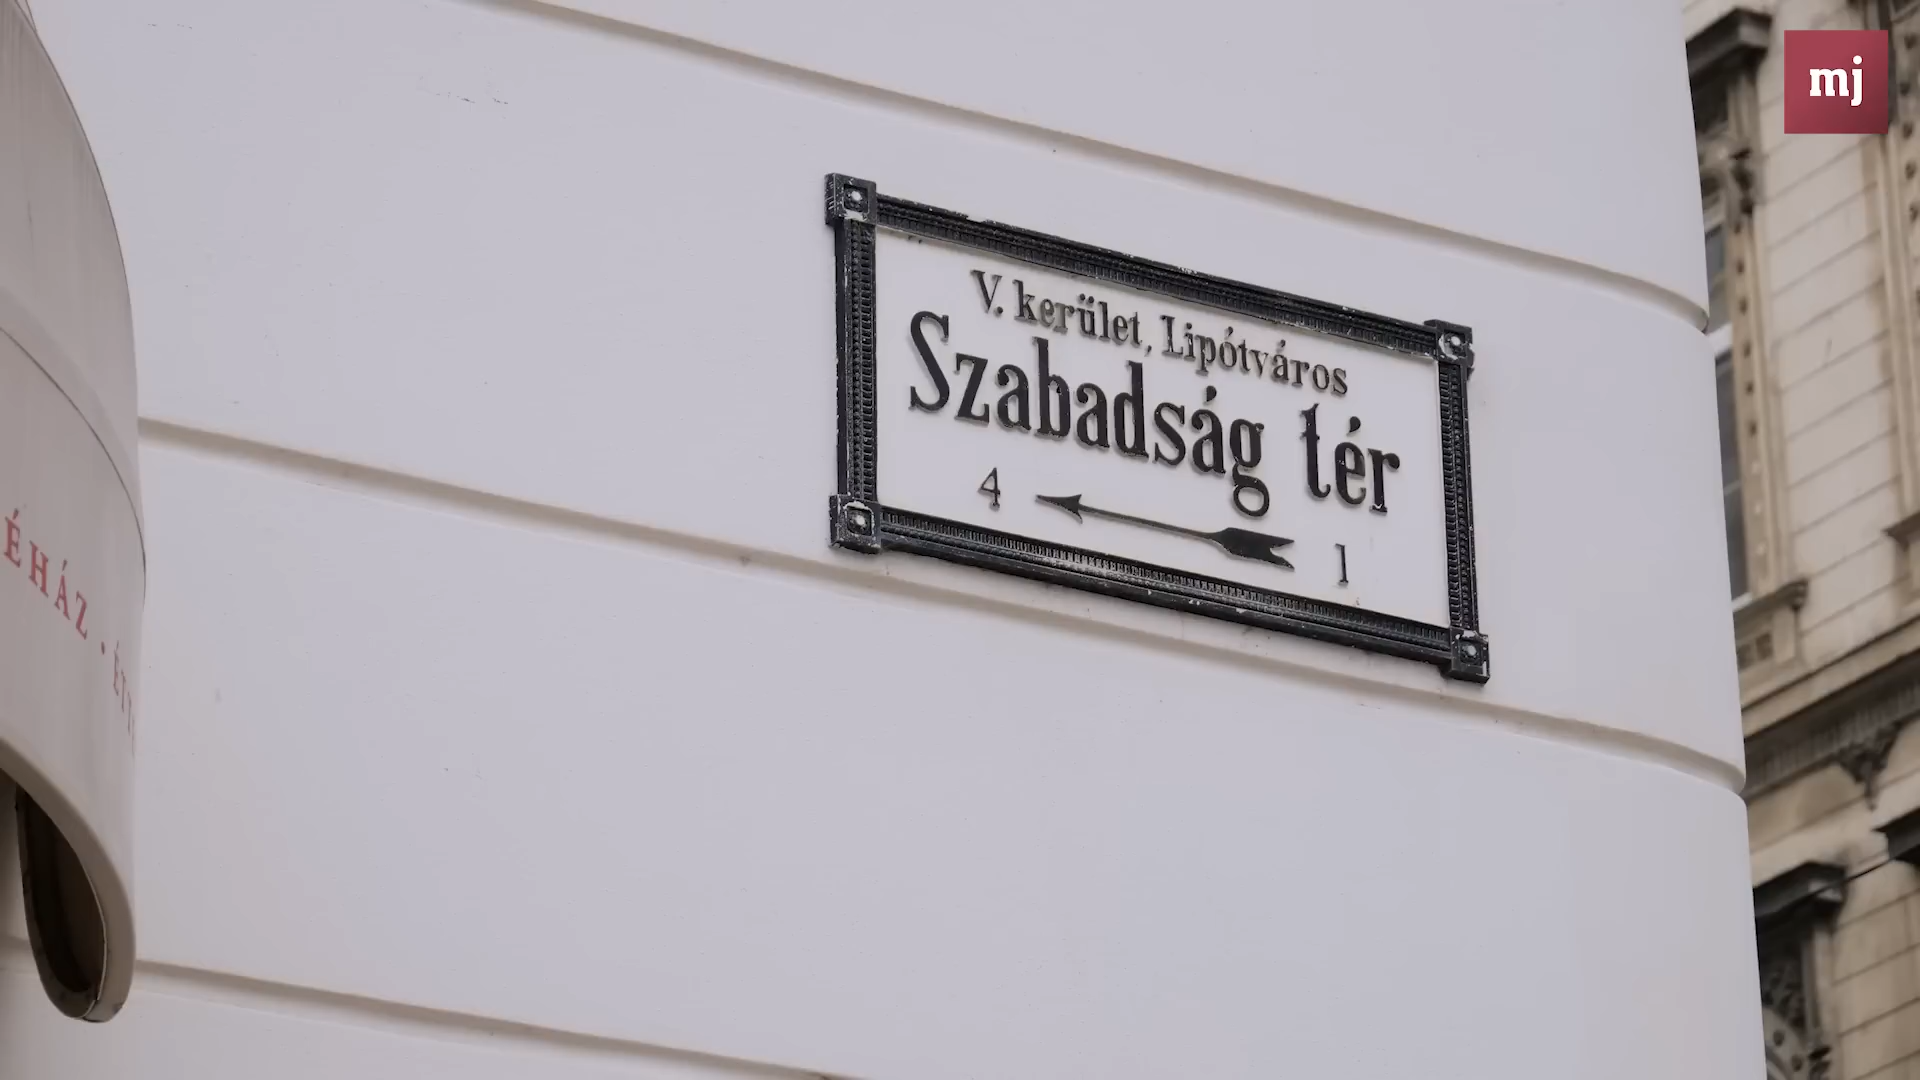 mj
V. kerület, Lipótváros
Szabadság tér
4 1
ÉHÁZ .